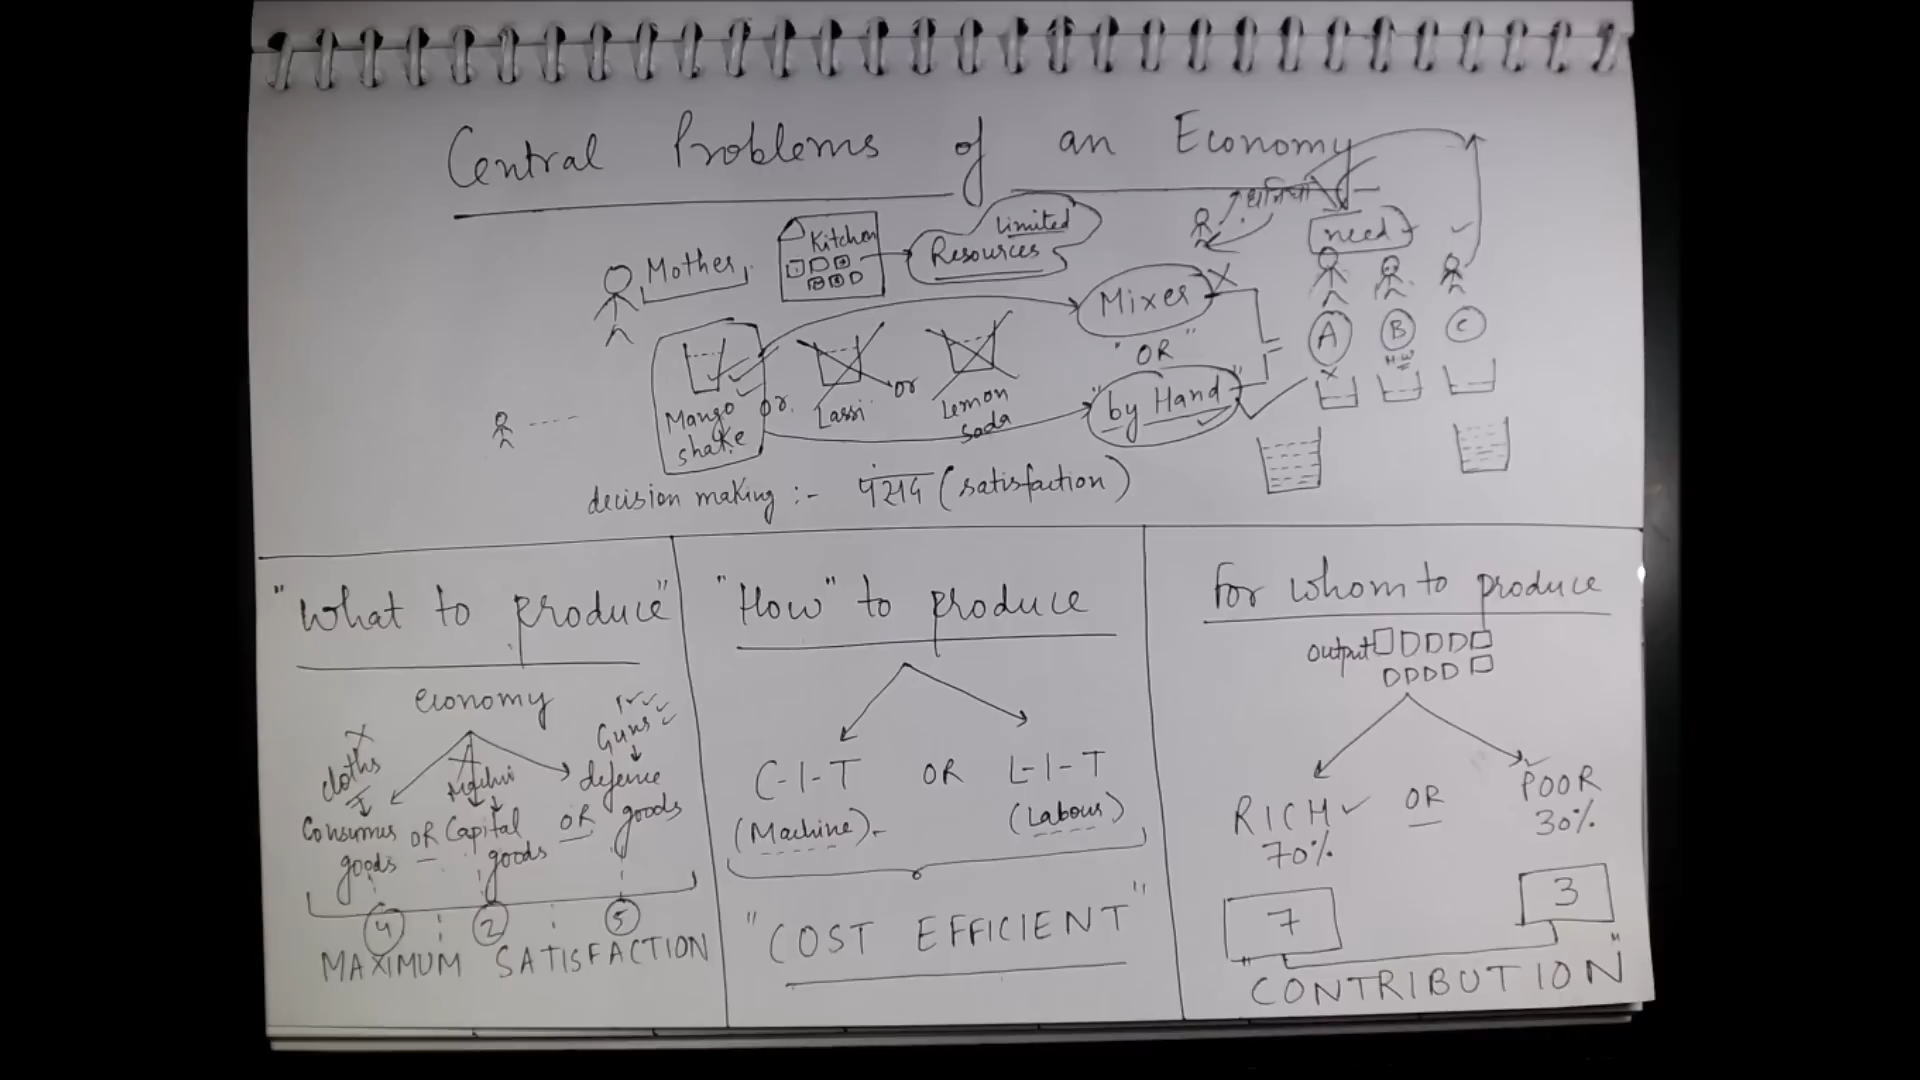 Central Problems of an Economy
धनिया
need
Mother
Kitchen
Limited
Resources
Mixer
" OR "
"by Hand"
A B C
H.W
Mango shake
or
Lassi
or
Lemon soda
decision making :- पंसद (satisfaction)
"What to produce"
economy
cloths
Guns
Consumer goods OR Capital goods OR defence goods
4 2 5
MAXIMUM SATISFACTION
"How" to produce
C-I-T OR L-I-T
(Machine) (Labour)
"COST EFFICIENT"
for whom to produce
output
RICH OR POOR
70% 30%
7 3
"CONTRIBUTION"